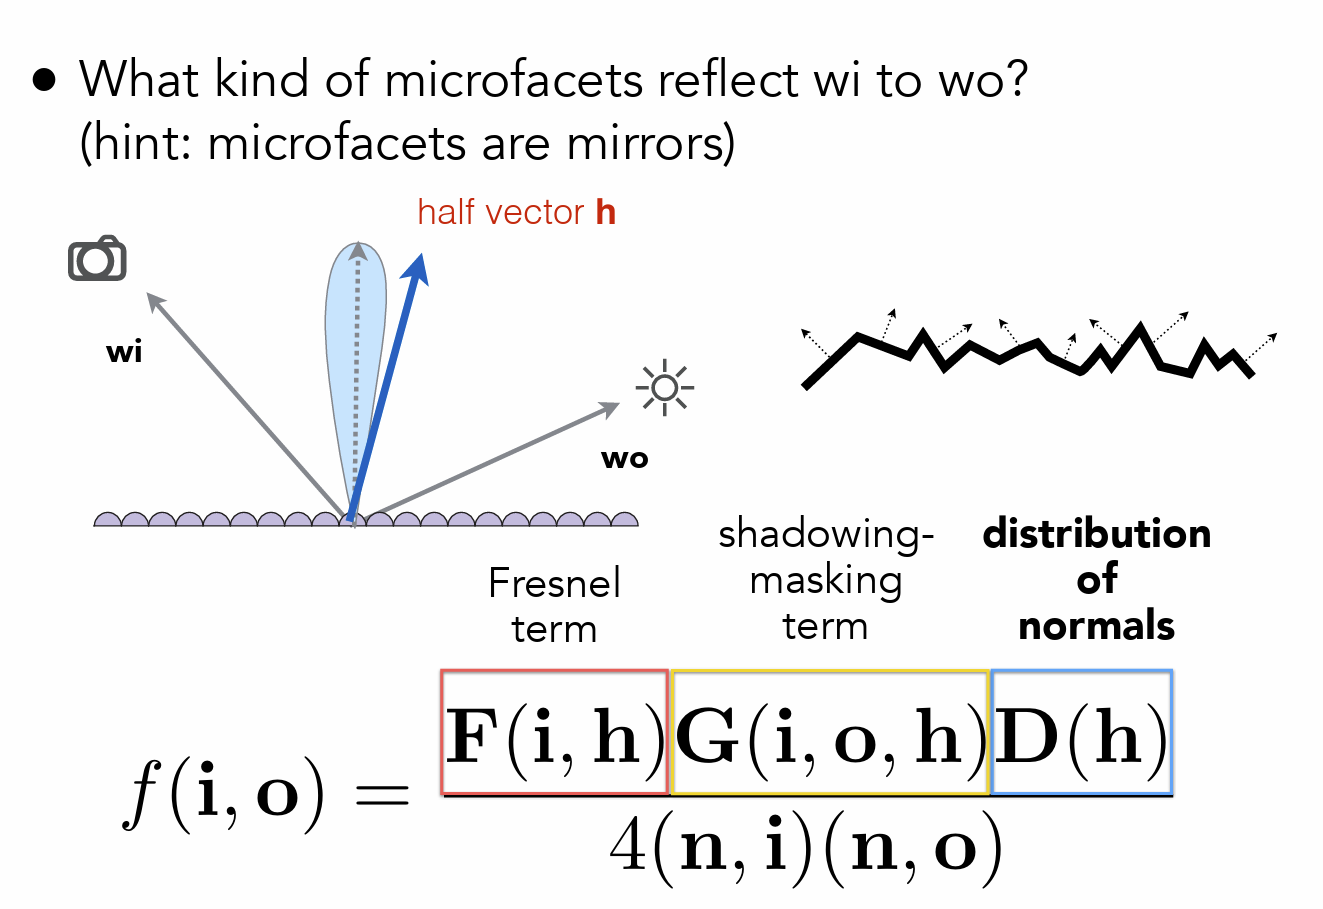 • What kind of microfacets reflect wi to wo?
(hint: microfacets are mirrors)
half vector h
wi
wo
Fresnel
term
shadowing-
masking
term
distribution
of
normals
f(i, o) = F(i, h)G(i, o, h)D(h)
4(n, i)(n, o)